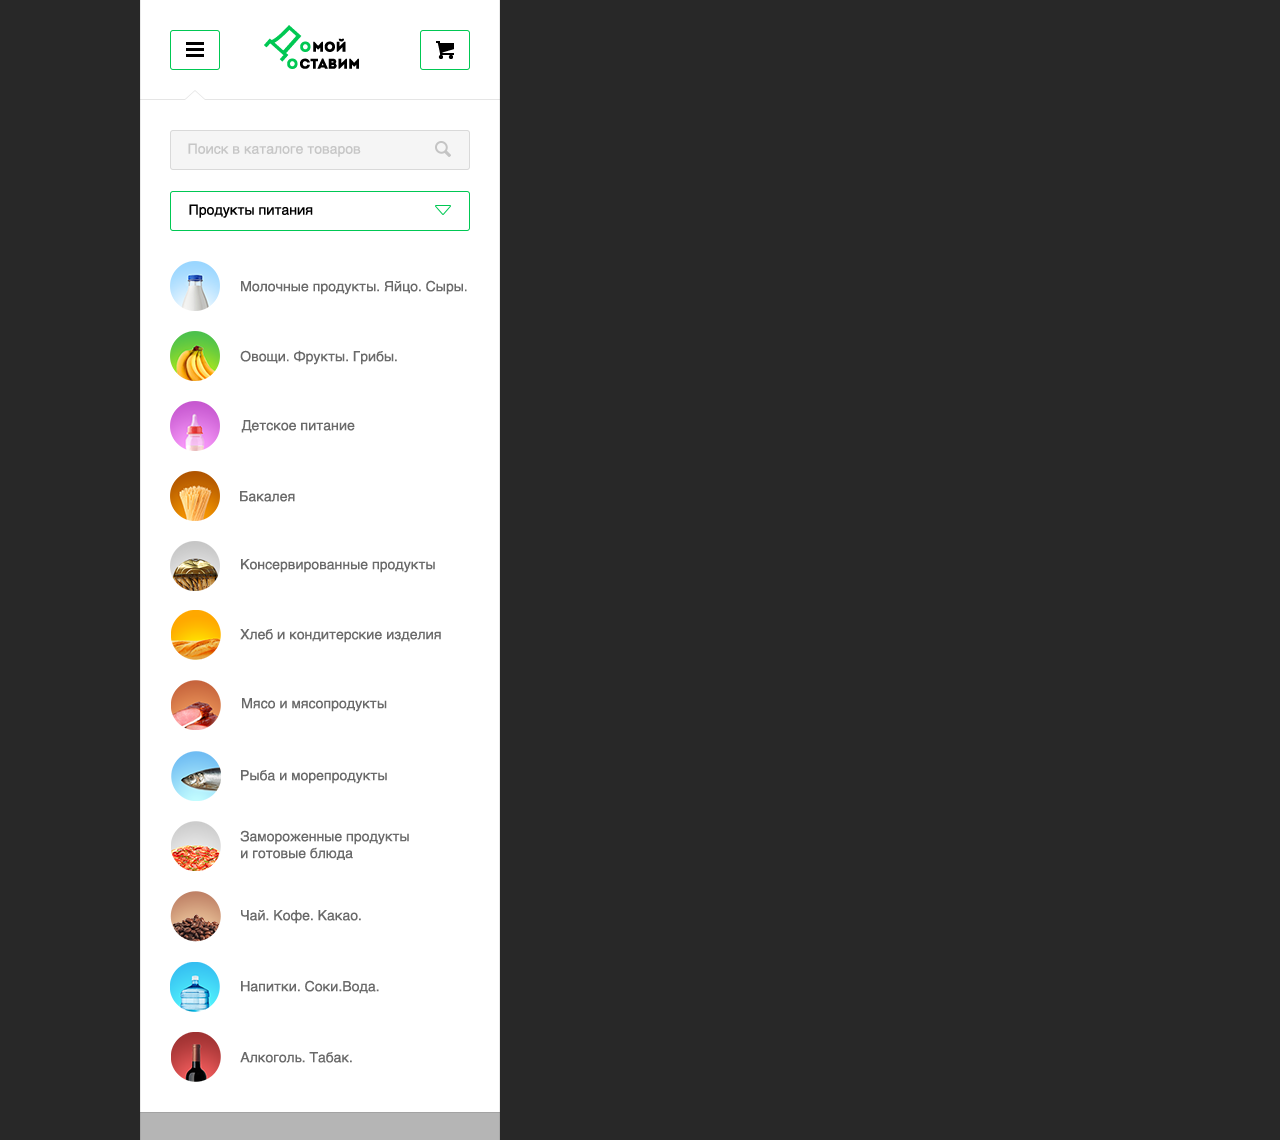 Домой
Доставим
Поиск в каталоге товаров
Продукты питания
Молочные продукты. Яйцо. Сыры.
Овощи. Фрукты. Грибы.
Детское питание
Бакалея
Консервированные продукты
Хлеб и кондитерские изделия
Мясо и мясопродукты
Рыба и морепродукты
Замороженные продукты
и готовые блюда
Чай. Кофе. Какао.
Напитки. Соки.Вода.
Алкоголь. Табак.